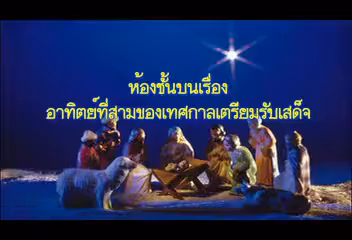 ห้องชั้นบนเรื่อง
อาทิตย์ที่สามของเทศกาลเตรียมรับเสด็จ